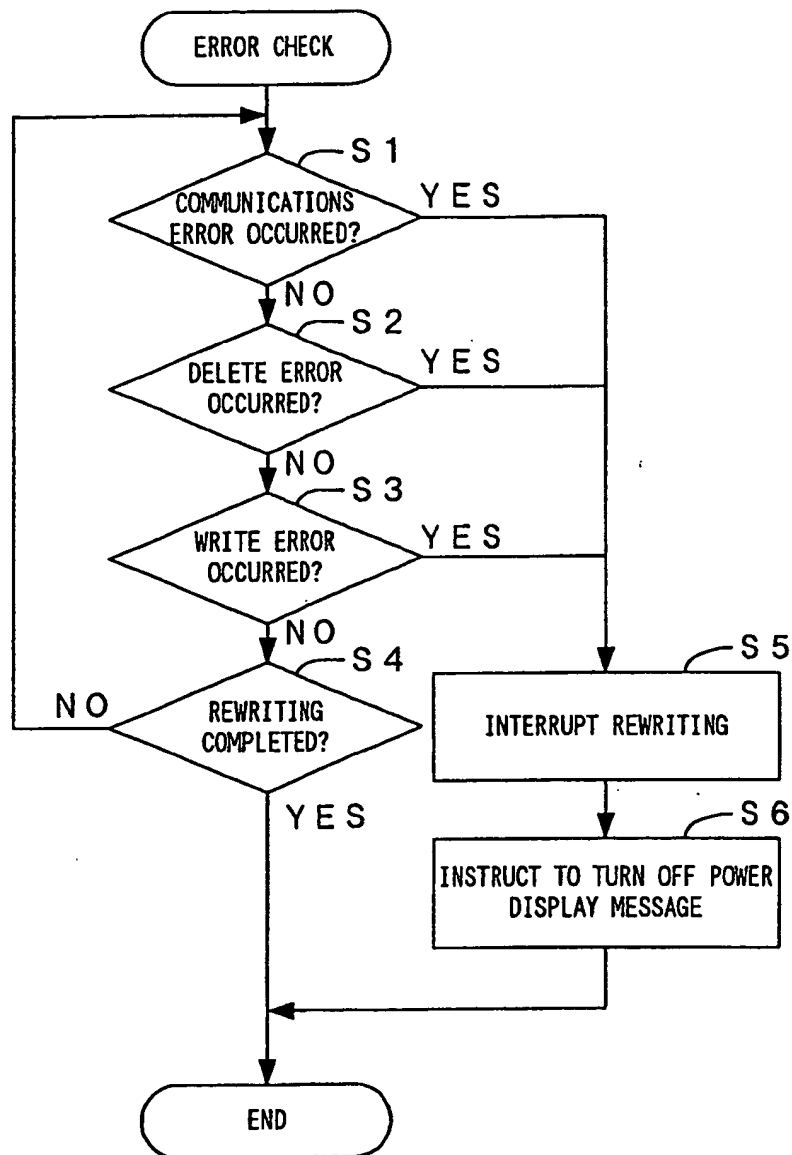 ERROR CHECK
S1
COMMUNICATIONS
ERROR OCCURRED?
YES
NO
S2
DELETE ERROR
OCCURRED?
YES
NO
S3
WRITE ERROR
OCCURRED?
YES
NO
S4
REWRITING
COMPLETED?
NO
YES
S5
INTERRUPT REWRITING
S6
INSTRUCT TO TURN OFF POWER
DISPLAY MESSAGE
END